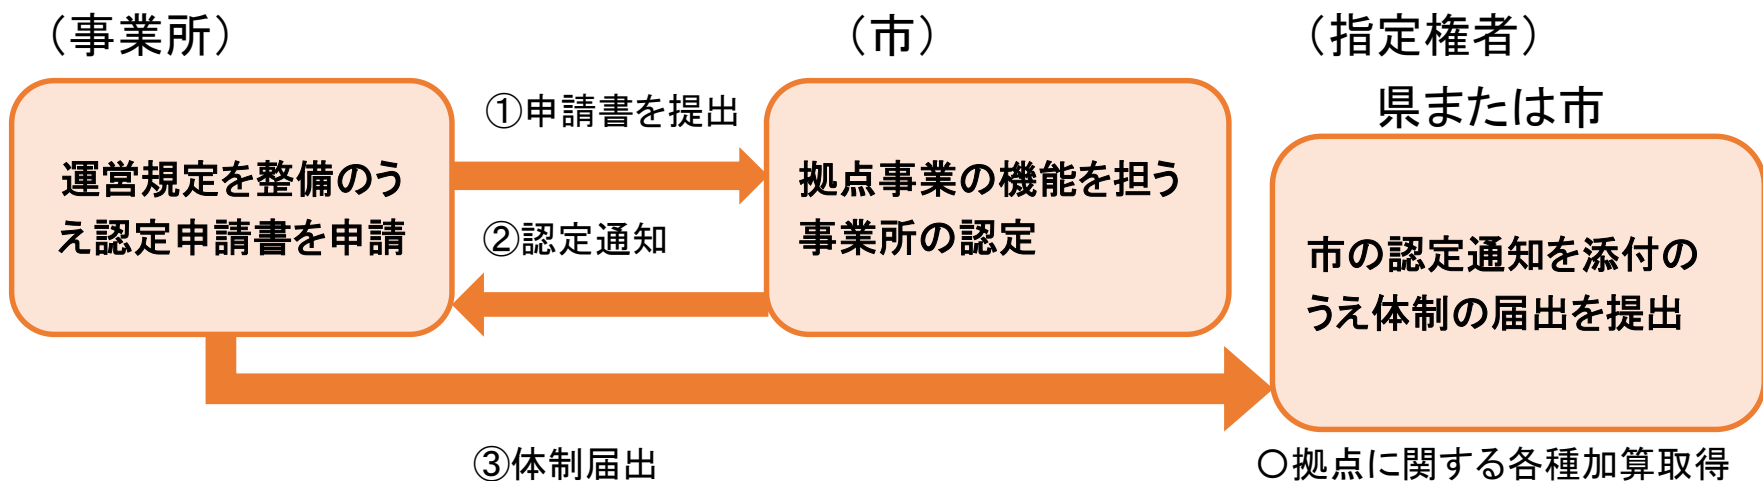 （事業所）
運営規定を整備のう
え認定申請書を申請
①申請書を提出
②認定通知
（市）
拠点事業の機能を担う
事業所の認定
（指定権者）
県または市
市の認定通知を添付の
うえ体制の届出を提出
③体制届出
〇拠点に関する各種加算取得